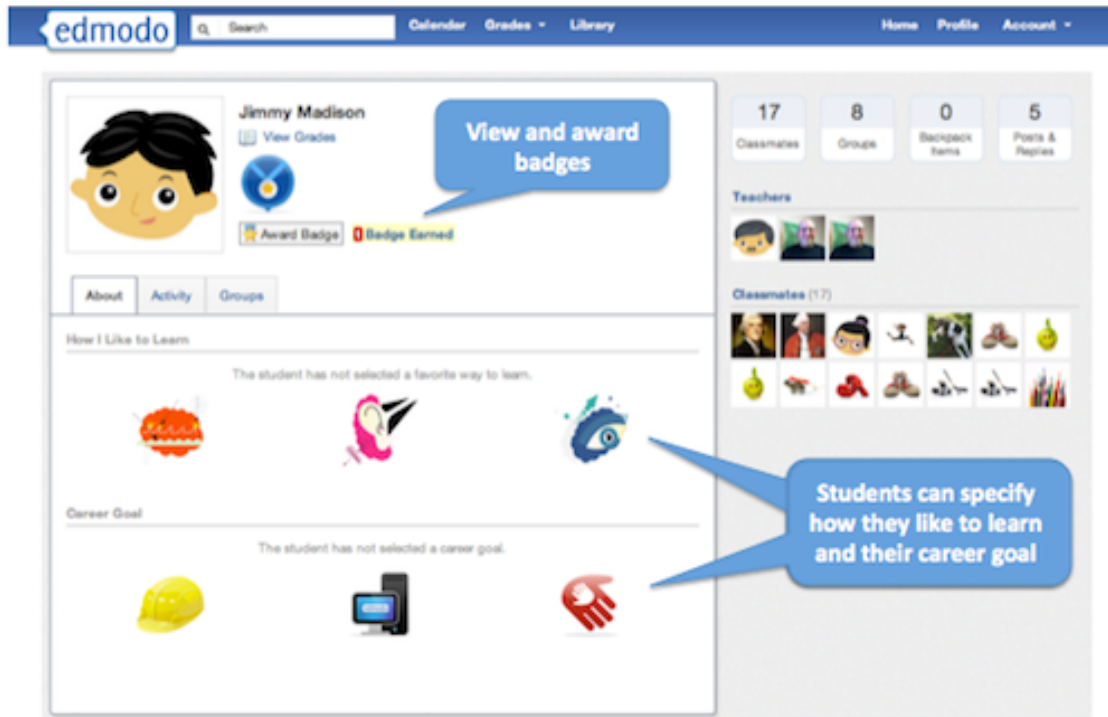 edmodo
Search
Calendar
Grades
Library
Home
Profile
Account
Jimmy Madison
View Grades
View and award
badges
Award Badge
1 Badge Earned
17
Classmates
8
Groups
0
Backpack
Items
5
Posts &
Replies
Teachers
Classmates (17)
About
Activity
Groups
How I Like to Learn
The student has not selected a favorite way to learn.
Career Goal
The student has not selected a career goal.
edmodo
Students can specify
how they like to learn
and their career goal